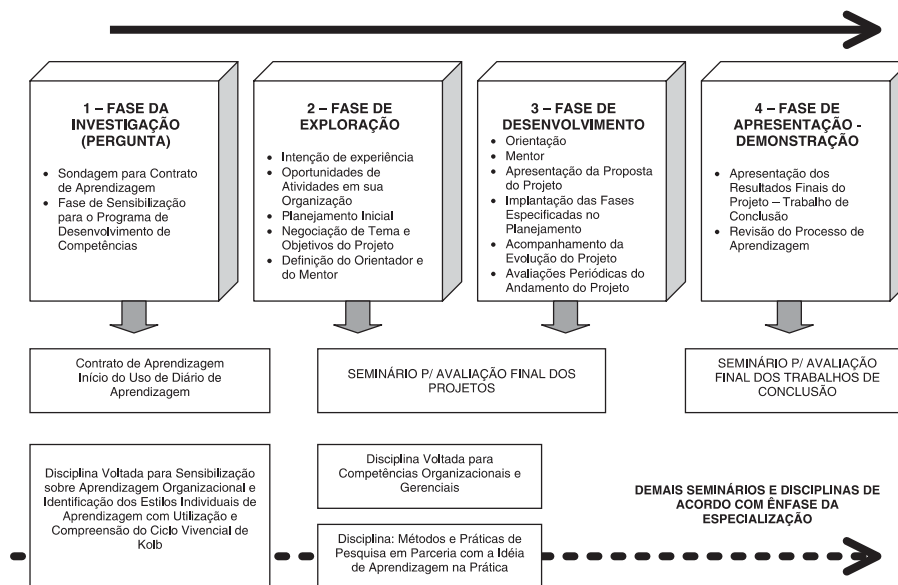 1 – FASE DA
INVESTIGAÇÃO
(PERGUNTA)
• Sondagem para Contrato
de Aprendizagem
• Fase de Sensibilização
para o Programa de
Desenvolvimento de
Competências
2 – FASE DE
EXPLORAÇÃO
• Intenção de experiência
• Oportunidades de
Atividades em sua
Organização
• Planejamento Inicial
• Negociação de Tema e
Objetivos do Projeto
• Definição do Orientador e
do Mentor
3 – FASE DE
DESENVOLVIMENTO
• Orientação
• Mentor
• Apresentação da Proposta
do Projeto
• Implantação das Fases
Especificadas no
Planejamento
• Acompanhamento da
Evolução do Projeto
• Avaliações Periódicas do
Andamento do Projeto
4 – FASE DE
APRESENTAÇÃO -
DEMONSTRAÇÃO
• Apresentação dos
Resultados Finais do
Projeto – Trabalho de
Conclusão
• Revisão do Processo de
Aprendizagem
Contrato de Aprendizagem
Início do Uso de Diário de
Aprendizagem
SEMINÁRIO P/ AVALIAÇÃO FINAL DOS
PROJETOS
SEMINÁRIO P/ AVALIAÇÃO
FINAL DOS TRABALHOS DE
CONCLUSÃO
Disciplina Voltada para Sensibilização
sobre Aprendizagem Organizacional e
Identificação dos Estilos Individuais de
Aprendizagem com Utilização e
Compreensão do Ciclo Vivencial de
Kolb
Disciplina Voltada para
Competências Organizacionais e
Gerenciais
Disciplina: Métodos e Práticas de
Pesquisa em Parceria com a Idéia
de Aprendizagem na Prática
DEMAIS SEMINÁRIOS E DISCIPLINAS DE
ACORDO COM ÊNFASE DA
ESPECIALIZAÇÃO